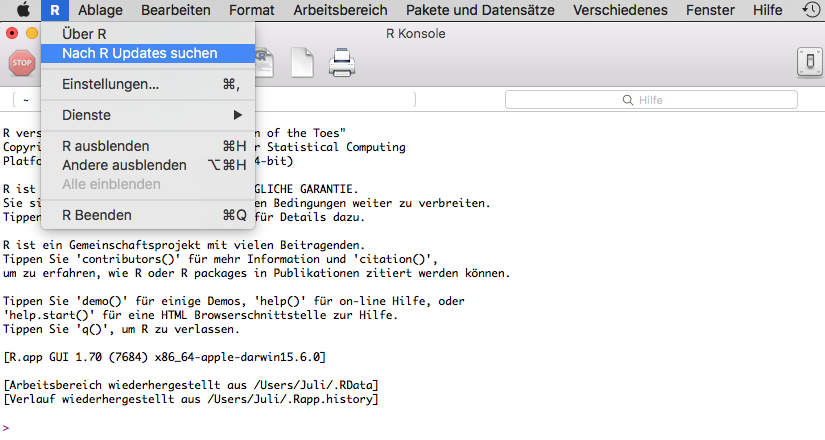 R Ablage Bearbeiten Format Arbeitsbereich Pakete und Datensätze Verschiedenes Fenster Hilfe
R Konsole
Über R
Nach R Updates suchen
Einstellungen... ⌘,
Dienste
R ausblenden ⌘H
Andere ausblenden ⌥⌘H
Alle einblenden
R Beenden ⌘Q
STOP
R
~
Hilfe
R vers n of the Toes"
Copyri r Statistical Computing
Platfo 4-bit)
R ist GLICHE GARANTIE.
Sie si en Bedingungen weiter zu verbreiten.
Tippen für Details dazu.
R ist ein Gemeinschaftsprojekt mit vielen Beitragenden.
Tippen Sie 'contributors()' für mehr Information und 'citation()',
um zu erfahren, wie R oder R packages in Publikationen zitiert werden können.
Tippen Sie 'demo()' für einige Demos, 'help()' für on-line Hilfe, oder
'help.start()' für eine HTML Browserschnittstelle zur Hilfe.
Tippen Sie 'q()', um R zu verlassen.
[R.app GUI 1.70 (7684) x86_64-apple-darwin15.6.0]
[Arbeitsbereich wiederhergestellt aus /Users/Juli/.RData]
[Verlauf wiederhergestellt aus /Users/Juli/.Rapp.history]
>